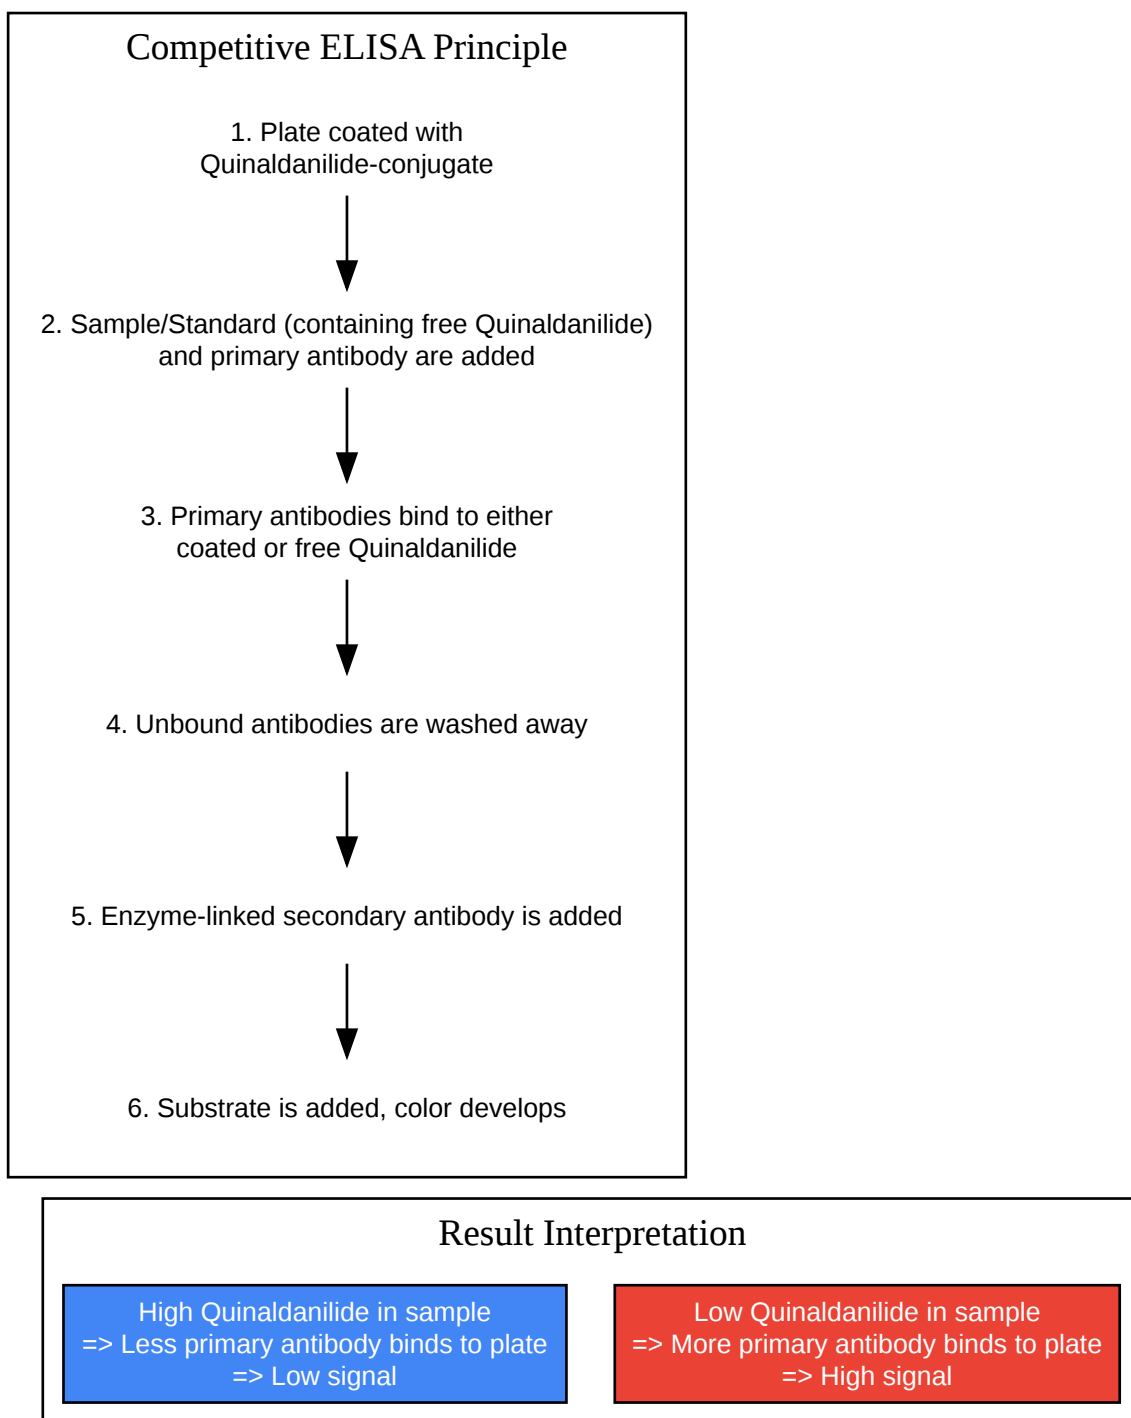 Competitive ELISA Principle
1. Plate coated with
Quinaldanilide-conjugate
2. Sample/Standard (containing free Quinaldanilide)
and primary antibody are added
3. Primary antibodies bind to either
coated or free Quinaldanilide
4. Unbound antibodies are washed away
5. Enzyme-linked secondary antibody is added
6. Substrate is added, color develops
Result Interpretation
High Quinaldanilide in sample
=> Less primary antibody binds to plate
=> Low signal
Low Quinaldanilide in sample
=> More primary antibody binds to plate
=> High signal